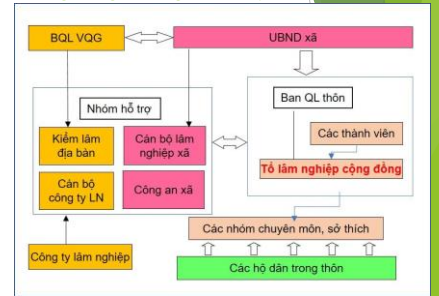 BQL VQG
UBND xã
Nhóm hỗ trợ
Kiểm lâm
địa bàn
Cán bộ lâm
nghiệp xã
Cán bộ
công ty LN
Công an xã
Công ty lâm nghiệp
Ban QL thôn
Các thành viên
Tổ lâm nghiệp cộng đồng
Các nhóm chuyên môn, sở thích
Các hộ dân trong thôn